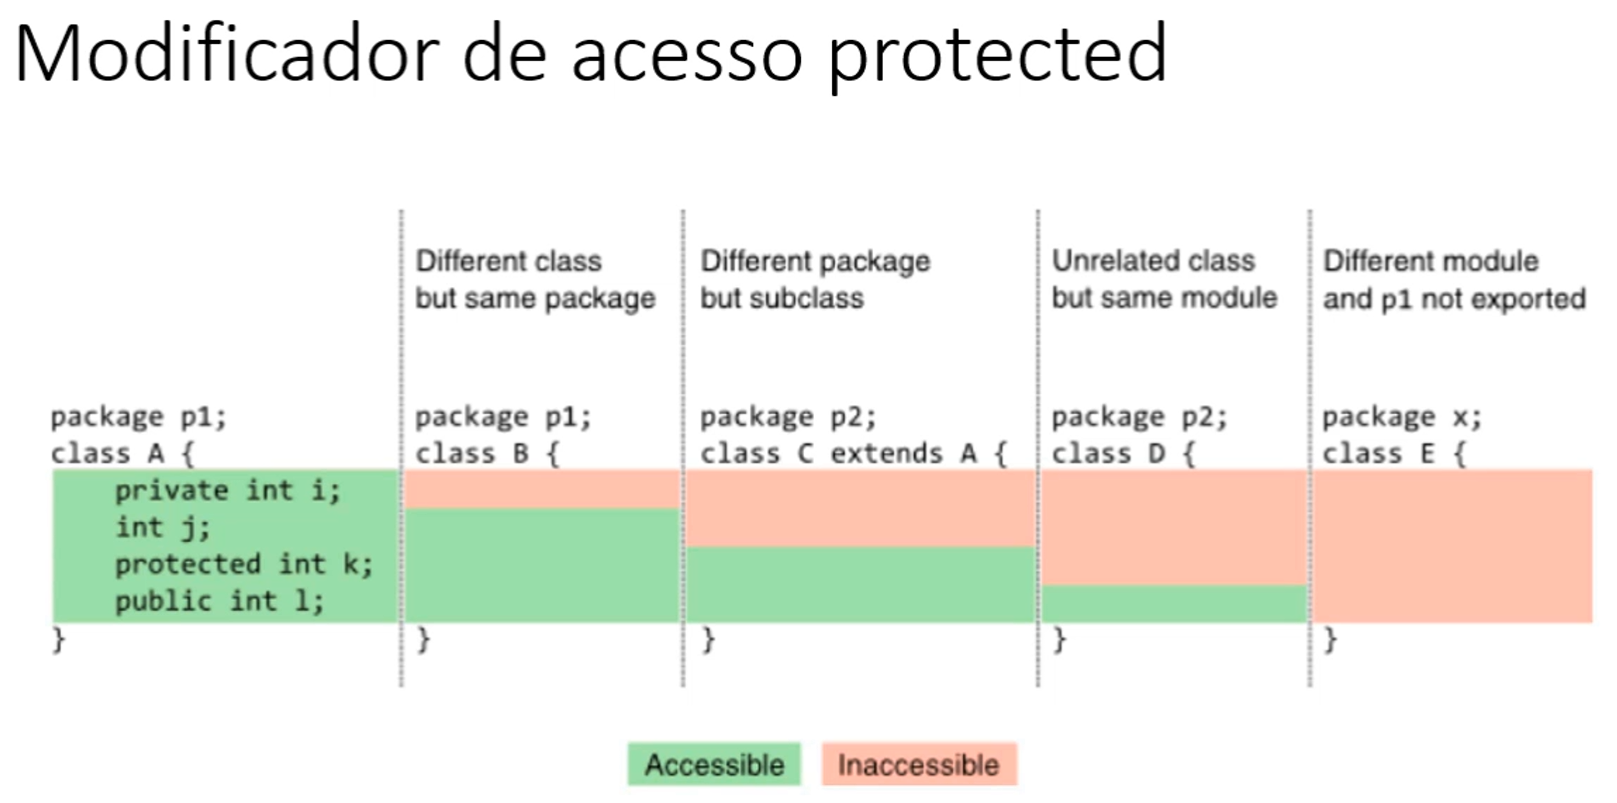 Modificador de acesso protected
Different class
but same package
Different package
but subclass
Unrelated class
but same module
Different module
and p1 not exported
package p1;
class A {
private int i;
int j;
protected int k;
public int l;
}
package p1;
class B {
}
package p2;
class C extends A {
}
package p2;
class D {
}
package x;
class E {
}
Accessible
Inaccessible